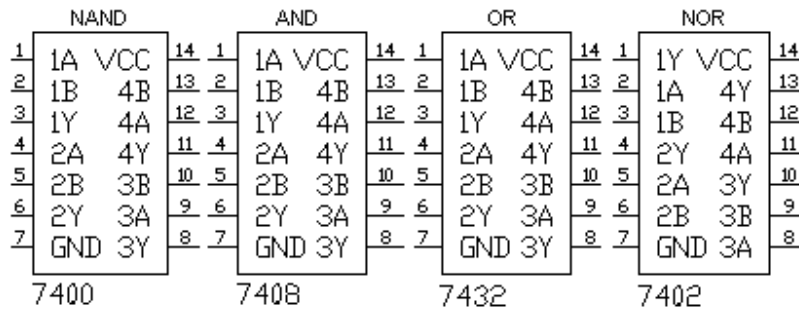 NAND AND OR NOR
1 1A VCC 14 1 1A VCC 14 1 1A VCC 14 1 1Y VCC 14
2 1B 4B 13 2 1B 4B 13 2 1B 4B 13 2 1A 4Y 13
3 1Y 4A 12 3 1Y 4A 12 3 1Y 4A 12 3 1B 4B 12
4 2A 4Y 11 4 2A 4Y 11 4 2A 4Y 11 4 2Y 4A 11
5 2B 3B 10 5 2B 3B 10 5 2B 3B 10 5 2A 3Y 10
6 2Y 3A 9 6 2Y 3A 9 6 2Y 3A 9 6 2B 3B 9
7 GND 3Y 8 7 GND 3Y 8 7 GND 3Y 8 7 GND 3A 8
7400 7408 7432 7402